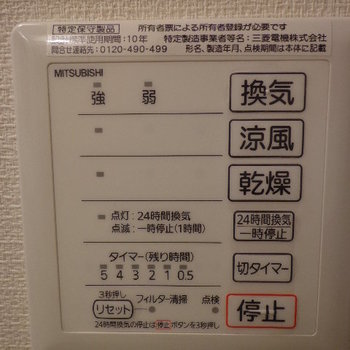 特定保守製品
所有者票による所有者登録が必要です
設計標準使用期間:10年
特定製造事業者等名:三菱電機株式会社
問合せ連絡先:0120-490-499
形名、製造年月、点検期間は本体に記載
MITSUBISHI
強 弱
換気
涼風
乾燥
点灯:24時間換気
点滅:一時停止(1時間)
24時間換気
一時停止
タイマー(残り時間)
5 4 3 2 1 0.5
切タイマー
3秒押し
リセット
フィルター清掃
点検
停止
24時間換気の停止は停止ボタンを3秒押し